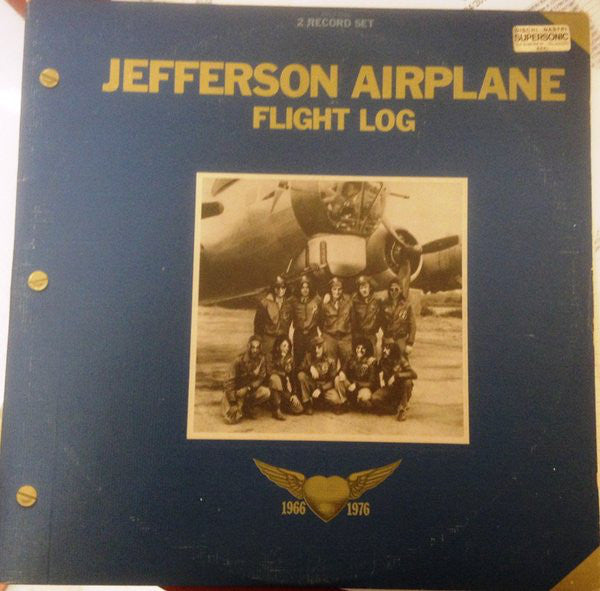 2 RECORD SET
SUPERSONIC
JEFFERSON AIRPLANE
FLIGHT LOG
1966 1976